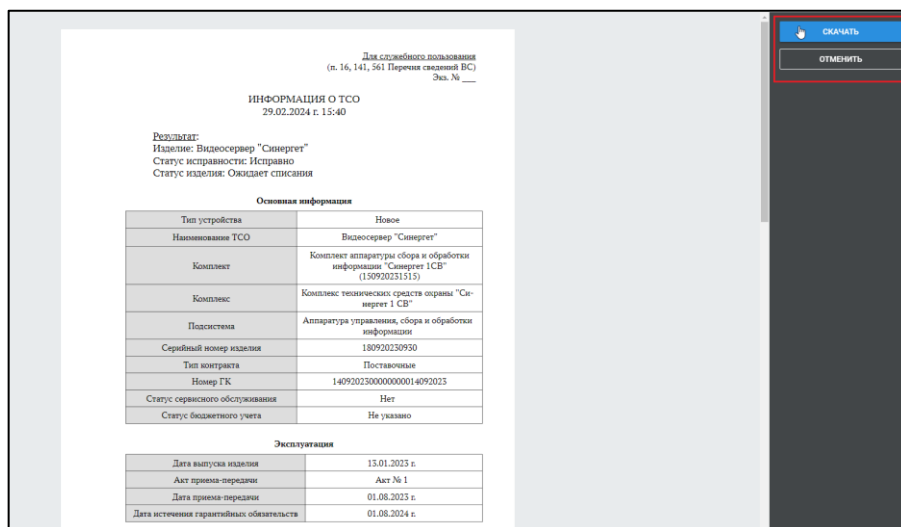 Для служебного пользования
(п. 16, 141, 561 Перечня сведений ВС)
Экз. № ___
СКАЧАТЬ
ОТМЕНИТЬ
ИНФОРМАЦИЯ О ТСО
29.02.2024 г. 15:40
Результат:
Изделие: Видеосервер "Синергет"
Статус исправности: Исправно
Статус изделия: Ожидает списания
Основная информация
Тип устройства Новое
Наименование ТСО Видеосервер "Синергет"
Комплект Комплект аппаратуры сбора и обработки
информации "Синергет 1СВ"
(150920231515)
Комплекс Комплекс технических средств охраны "Си-
нергет 1 СВ"
Подсистема Аппаратура управления, сбора и обработки
информации
Серийный номер изделия 180920230930
Тип контракта Поставочные
Номер ГК 1409202300000000014092023
Статус сервисного обслуживания Нет
Статус бюджетного учета Не указано
Эксплуатация
Дата выпуска изделия 13.01.2023 г.
Акт приема-передачи Акт № 1
Дата приема-передачи 01.08.2023 г.
Дата истечения гарантийных обязательств 01.08.2024 г.